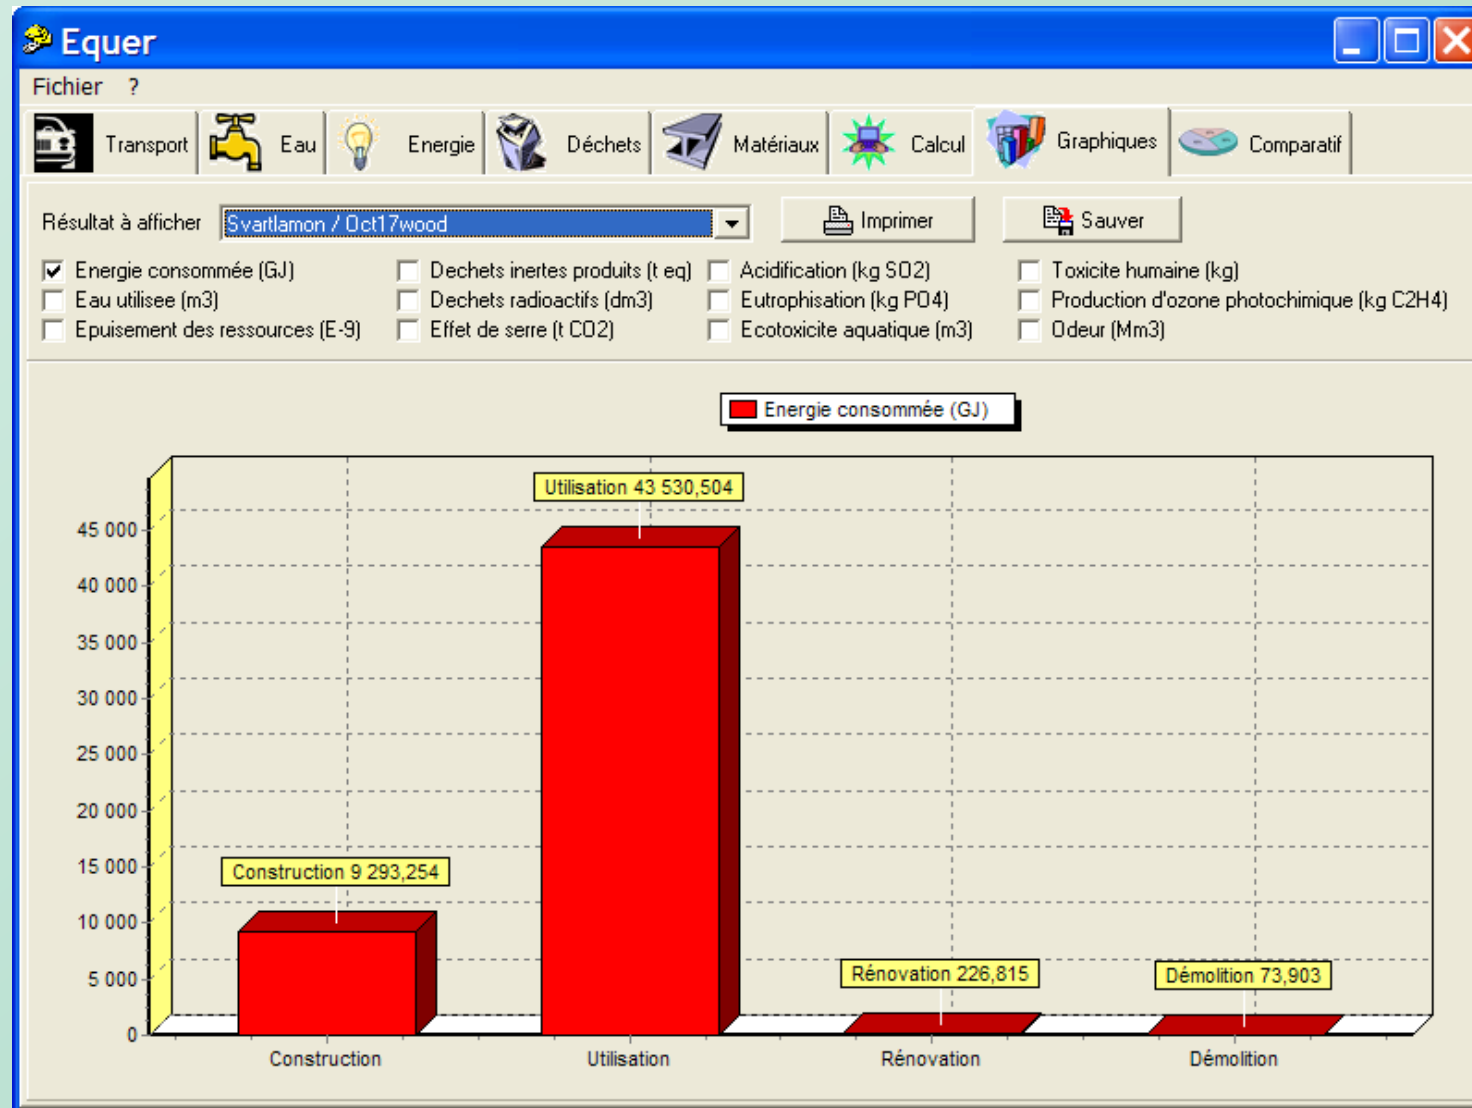 Equer
Fichier ?
Transport Eau Energie Déchets Matériaux Calcul Graphiques Comparatif
Résultat à afficher Svartlamon / Oct17wood Imprimer Sauver
Energie consommée (GJ) Dechets inertes produits (t eq) Acidification (kg SO2) Toxicite humaine (kg)
Eau utilisee (m3) Dechets radioactifs (dm3) Eutrophisation (kg PO4) Production d'ozone photochimique (kg C2H4)
Epuisement des ressources (E-9) Effet de serre (t CO2) Ecotoxicite aquatique (m3) Odeur (Mm3)
Energie consommée (GJ)
Utilisation 43 530,504
45 000
40 000
35 000
30 000
25 000
20 000
15 000
Construction 9 293,254
10 000
Rénovation 226,815
Démolition 73,903
5 000
0
Construction Utilisation Rénovation Démolition